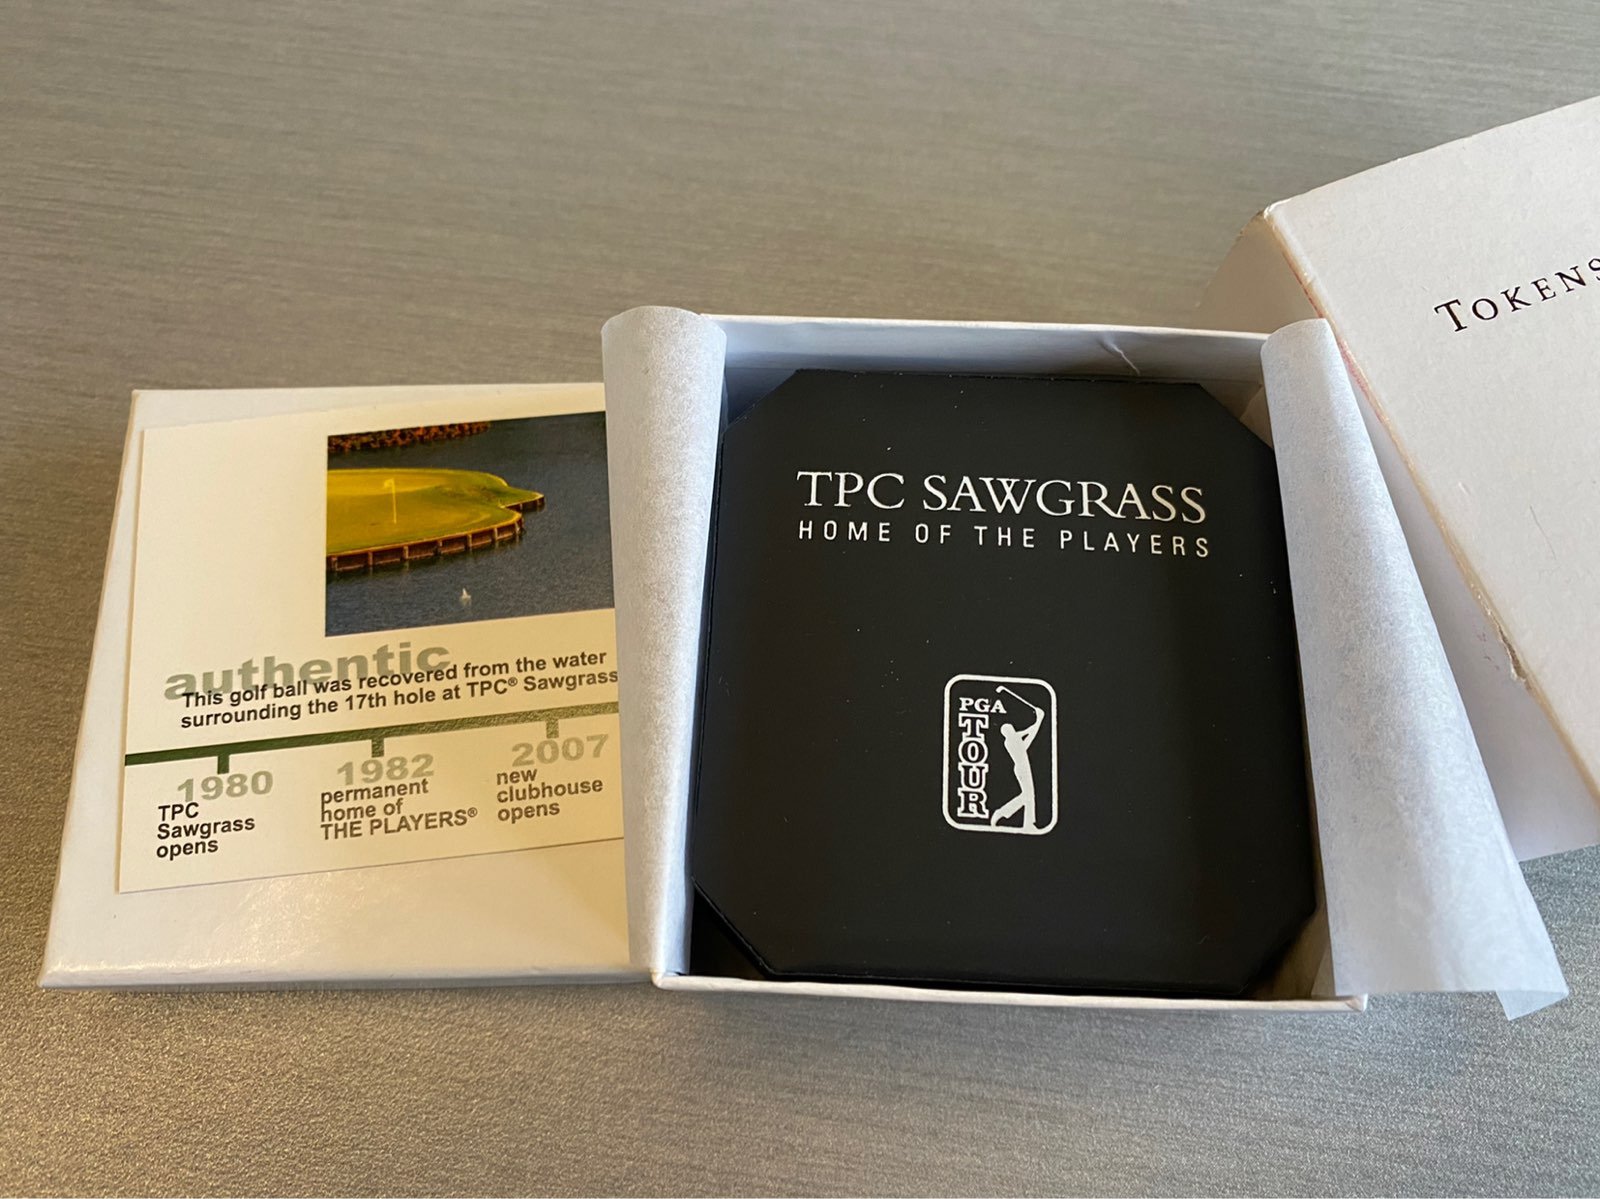 authentic
This golf ball was recovered from the water
surrounding the 17th hole at TPC® Sawgrass
1980
TPC
Sawgrass
opens
1982
permanent
home of
THE PLAYERS®
2007
new
clubhouse
opens
TPC SAWGRASS
HOME OF THE PLAYERS
PGA
TOUR
TOKENS